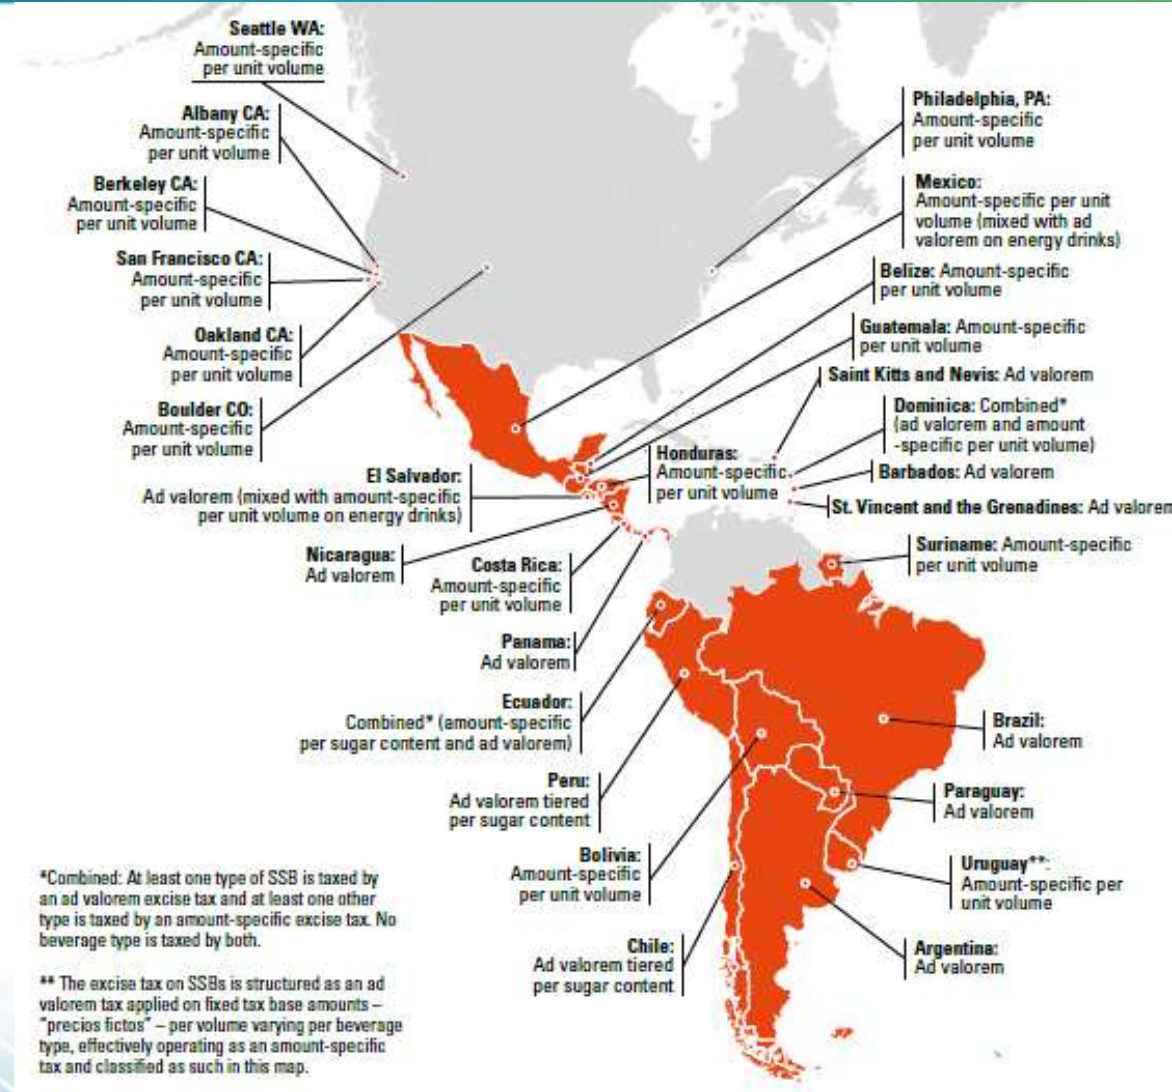 Seattle WA:
Amount-specific
per unit volume
Albany CA:
Amount-specific
per unit volume
Berkeley CA:
Amount-specific
per unit volume
San Francisco CA:
Amount-specific
per unit volume
Oakland CA:
Amount-specific
per unit volume
Boulder CO:
Amount-specific
per unit volume
El Salvador:
Ad valorem (mixed with amount-specific
per unit volume on energy drinks)
Nicaragua:
Ad valorem
Costa Rica:
Amount-specific
per unit volume
Panama:
Ad valorem
Ecuador:
Combined* (amount-specific
per sugar content and ad valorem)
Peru:
Ad valorem tiered
per sugar content
Bolivia:
Amount-specific
per unit volume
Chile:
Ad valorem tiered
per sugar content
Philadelphia, PA:
Amount-specific
per unit volume
Mexico:
Amount-specific per unit
volume (mixed with ad
valorem on energy drinks)
Belize: Amount-specific
per unit volume
Guatemala: Amount-specific
per unit volume
Saint Kitts and Nevis: Ad valorem
Dominica: Combined*
(ad valorem and amount
-specific per unit volume)
Honduras:
Amount-specific
per unit volume
Barbados: Ad valorem
St. Vincent and the Grenadines: Ad valorem
Suriname: Amount-specific
per unit volume
Brazil:
Ad valorem
Paraguay:
Ad valorem
Uruguay**:
Amount-specific per
unit volume
Argentina:
Ad valorem
*Combined: At least one type of SSB is taxed by
an ad valorem excise tax and at least one other
type is taxed by an amount-specific excise tax. No
beverage type is taxed by both.
** The excise tax on SSBs is structured as an ad
valorem tax applied on fixed tax base amounts –
"precios fictos" – per volume varying per beverage
type, effectively operating as an amount-specific
tax and classified as such in this map.